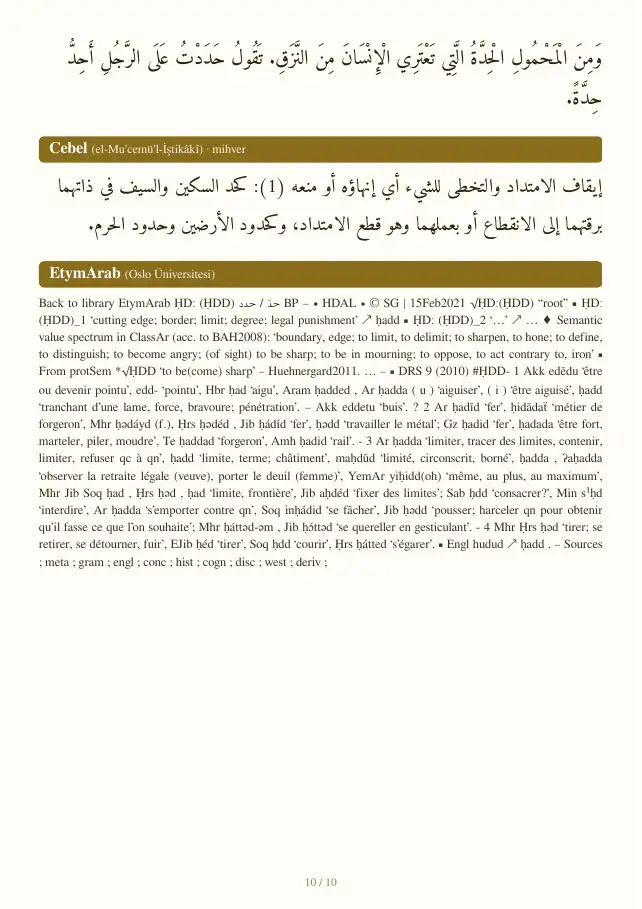 وَمِنَ الْمَحْمُولِ الْحِدَّةُ الَّتِي تَعْتَرِي الْإِنْسَانَ مِنَ النَّزَقِ. تَقُولُ حَدَدْتُ عَلَى الرَّجُلِ أَحِدُّ
حِدَّةً.
Cebel (el-Mu'cemü'l-İştikâkî) · mihver
إيقاف الامتداد والتخطى للشيء أي إنهاؤه أو منعه (1): كحد السكين والسيف في ذاتهما
برقتهما إلى الانقطاع أو بعملهما وهو قطع الامتداد، وكحدود الأرضين وحدود الحرم.
EtymArab (Oslo Üniversitesi)
Back to library EtymArab ḤDː (ḤDD) حدّ / حدد BP – • HDAL • © SG | 15Feb2021 √ḤDː(ḤDD) “root” ▪ ḤDː
(ḤDD)_1 ‘cutting edge; border; limit; degree; legal punishment’ ↗ ḥadd ▪ ḤDː (ḤDD)_2 ‘…’ ↗ … ♦ Semantic
value spectrum in ClassAr (acc. to BAH2008): ‘boundary, edge; to limit, to delimit; to sharpen, to hone; to define,
to distinguish; to become angry; (of sight) to be sharp; to be in mourning; to oppose, to act contrary to, iron’ ▪
From protSem *√ḤDD ‘to be(come) sharp’ – Huehnergard2011. … – ▪ DRS 9 (2010) #ḤDD- 1 Akk edēdu ‘être
ou devenir pointu’, edd- ‘pointu’, Hbr ḥad ‘aigu’, Aram ḥadded , Ar ḥadda ( u ) ‘aiguiser’, ( i ) ‘être aiguisé’, ḥadd
‘tranchant d’une lame, force, bravoure; pénétration’. – Akk eddetu ‘buis’. ? 2 Ar ḥadīd ‘fer’, ḥidādaẗ ‘métier de
forgeron’, Mhr ḥədáyd (f.), Ḥrs ḥədéd , Jib ḥádíd ‘fer’, ḥədd ‘travailler le métal’; Gz ḥadid ‘fer’, ḥadada ‘être fort,
marteler, piler, moudre’, Te ḥaddad ‘forgeron’, Amh ḥadid ‘rail’. - 3 Ar ḥadda ‘limiter, tracer des limites, contenir,
limiter, refuser qc à qn’, ḥadd ‘limite, terme; châtiment’, maḥdūd ‘limité, circonscrit, borné’, ḥadda , ʔaḥadda
‘observer la retraite légale (veuve), porter le deuil (femme)’, YemAr yiḥidd(oh) ‘même, au plus, au maximum’,
Mhr Jib Soq ḥad , Ḥrs ḥəd , ḥad ‘limite, frontière’, Jib aḥdéd ‘fixer des limites’; Sab ḥdd ‘consacrer?’, Min s¹ḥd
‘interdire’, Ar ḥadda ‘s’emporter contre qn’, Soq inḥádid ‘se fâcher’, Jib ḥədd ‘pousser; harceler qn pour obtenir
qu’il fasse ce que l’on souhaite’; Mhr ḥáttəd-əm , Jib ḥóttəd ‘se quereller en gesticulant’. - 4 Mhr Ḥrs ḥəd ‘tirer; se
retirer, se détourner, fuir’, EJib ḥéd ‘tirer’, Soq ḥdd ‘courir’, Ḥrs ḥátted ‘s’égarer’. ▪ Engl hudud ↗ ḥadd . – Sources
; meta ; gram ; engl ; conc ; hist ; cogn ; disc ; west ; deriv ;
10 / 10